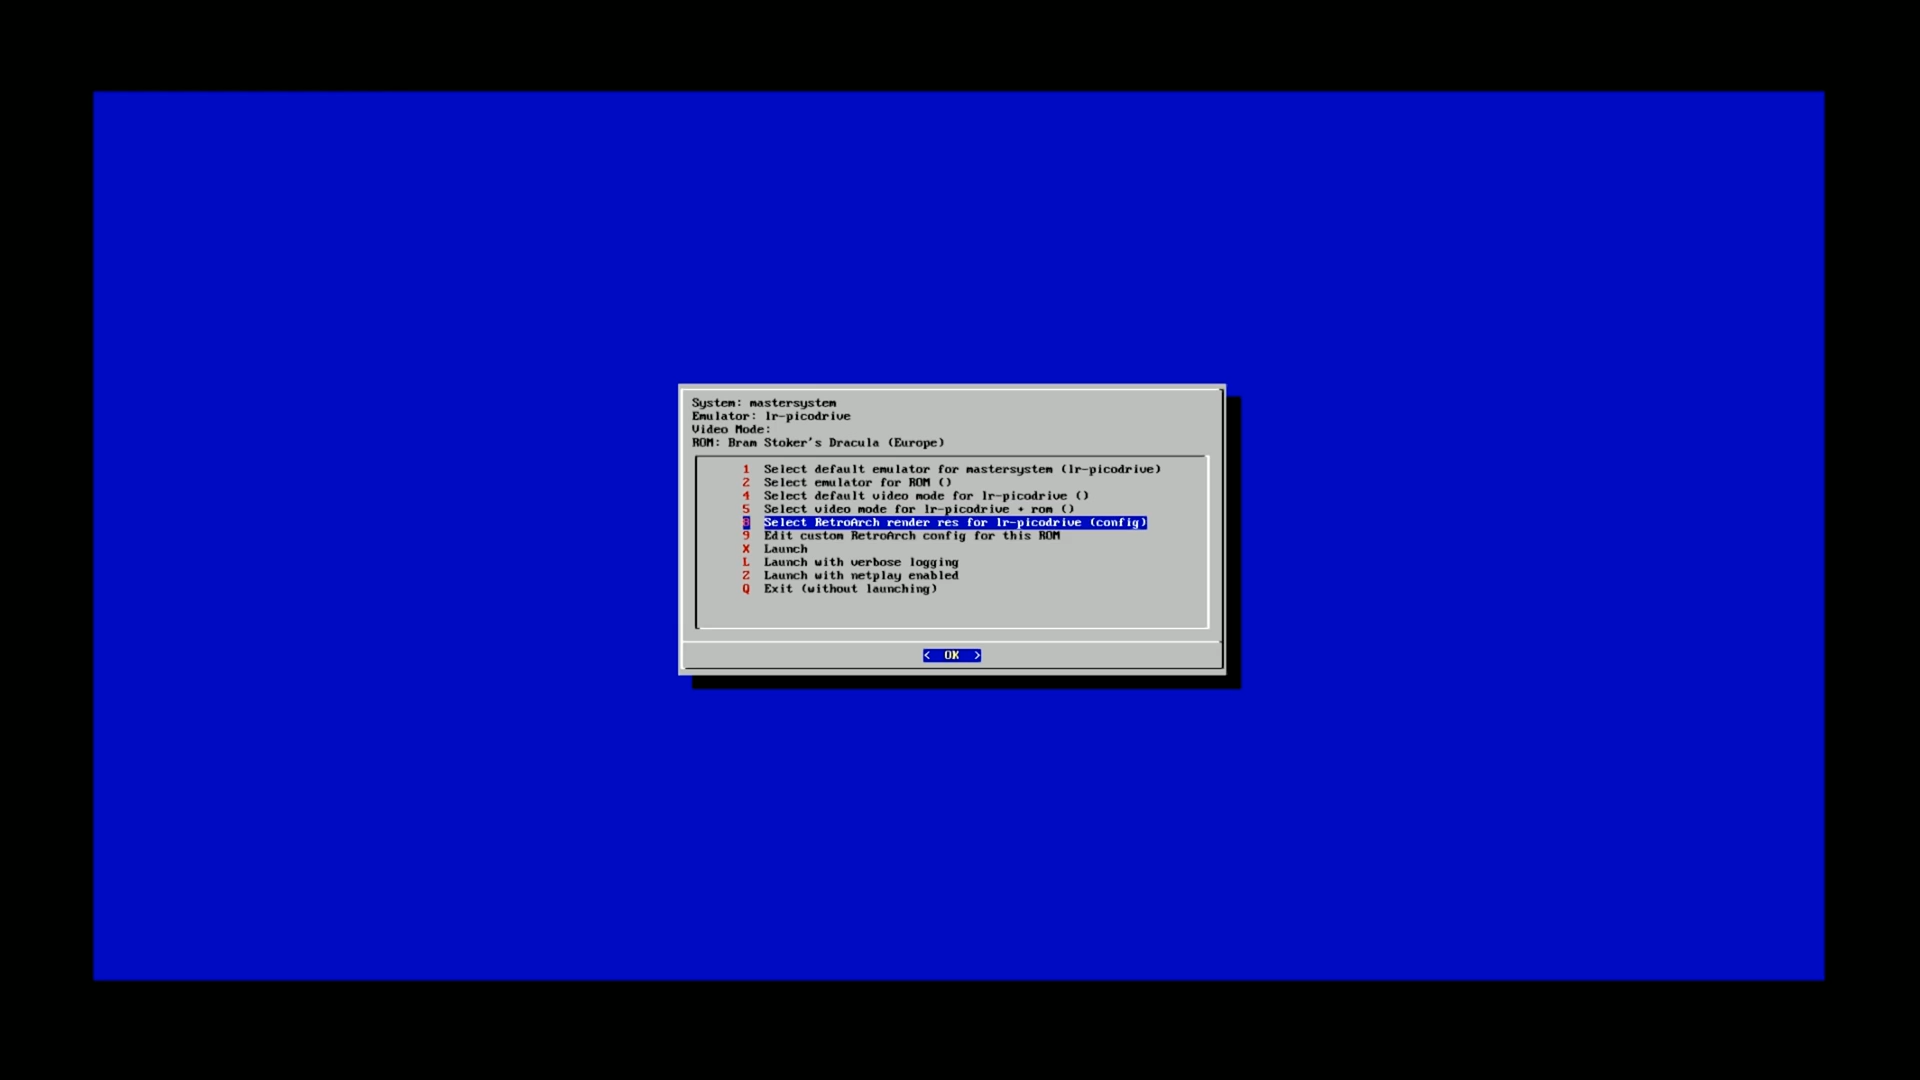 System: mastersystem
Emulator: lr-picodrive
Video Mode:
ROM: Bram Stoker's Dracula (Europe)
1 Select default emulator for mastersystem (lr-picodrive)
2 Select emulator for ROM ()
4 Select default video mode for lr-picodrive ()
5 Select video mode for lr-picodrive + rom ()
8 Select RetroArch render res for lr-picodrive (config)
9 Edit custom RetroArch config for this ROM
X Launch
L Launch with verbose logging
Z Launch with netplay enabled
Q Exit (without launching)
< OK >